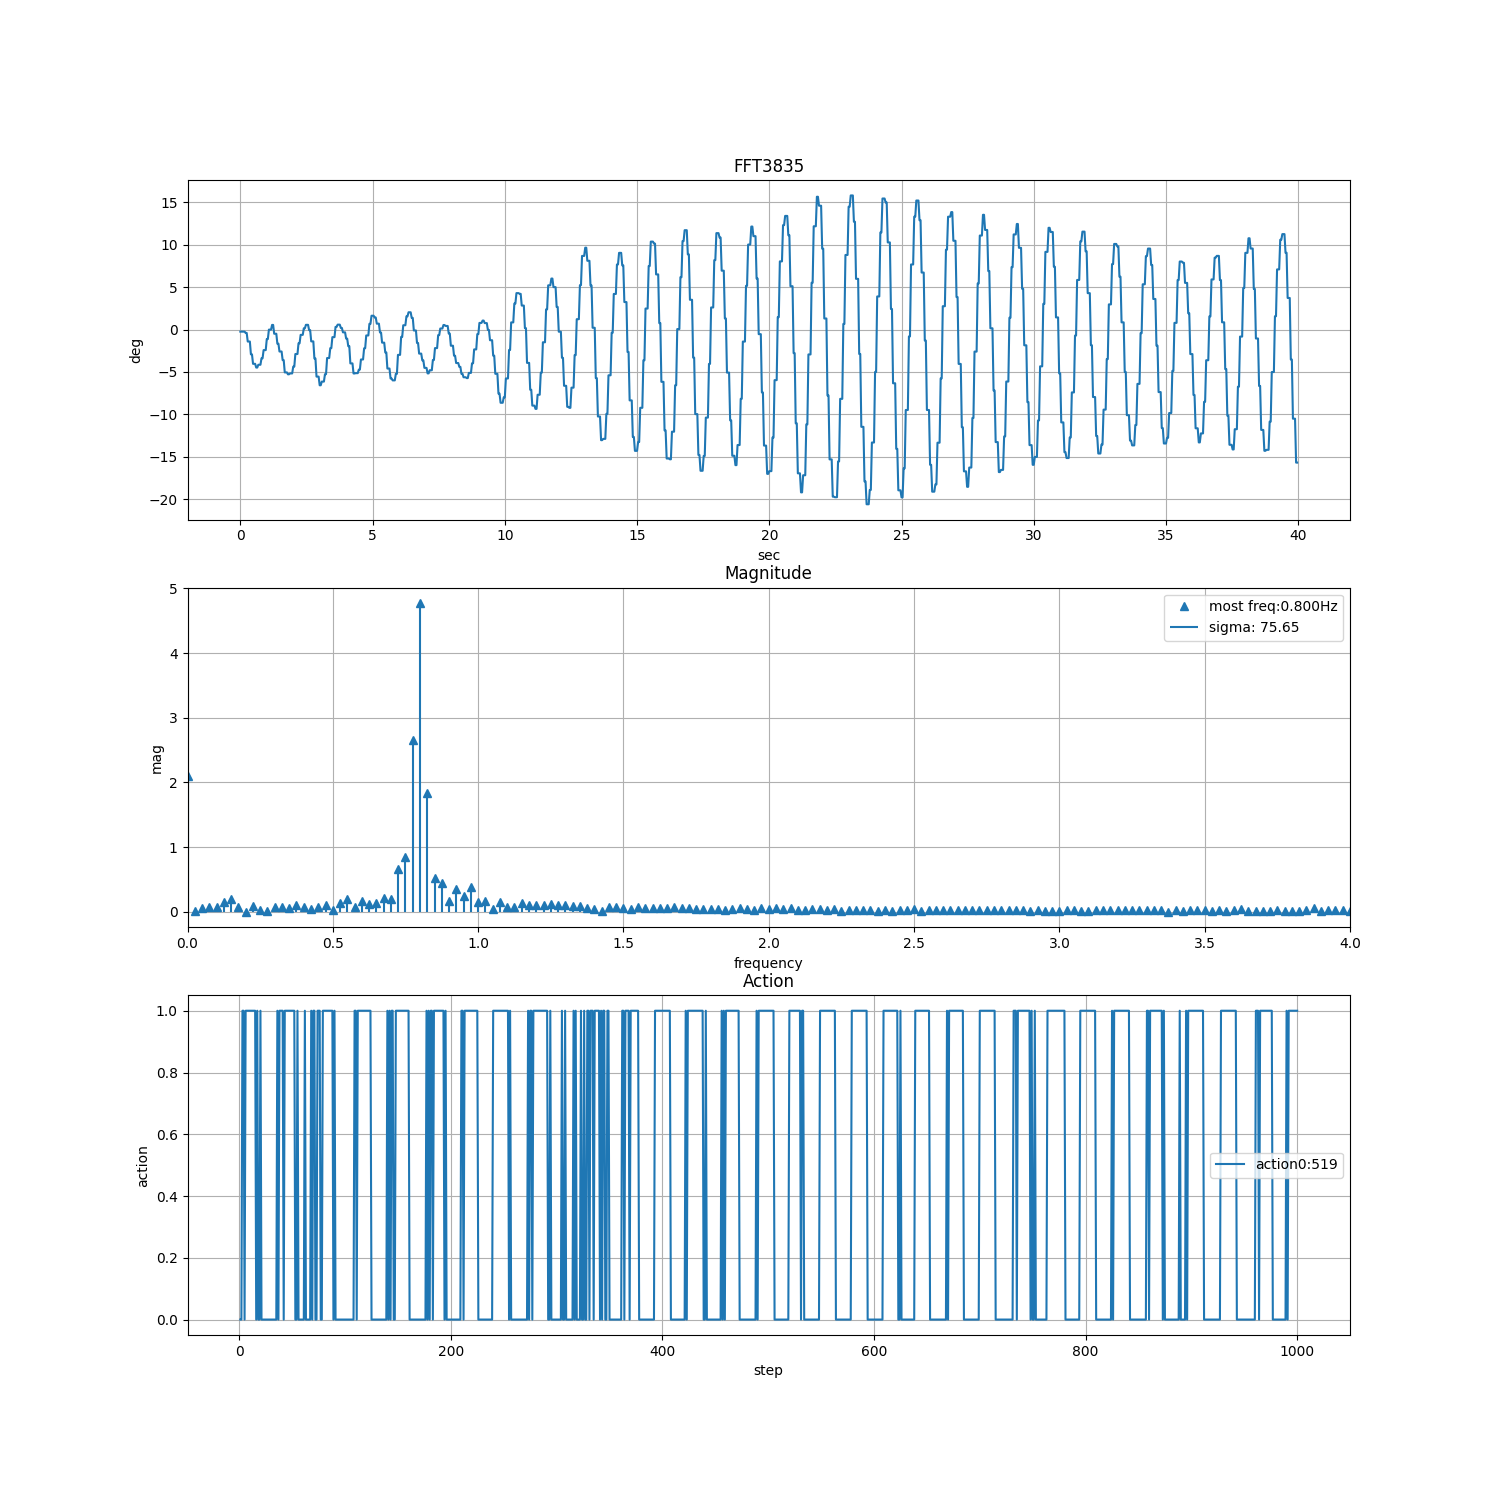 FFT3835
15
10
5
0
−5
−10
−15
−20
deg
0 5 10 15 20 25 30 35 40
sec
Magnitude
5
4
3
2
1
0
mag
most freq:0.800Hz
sigma: 75.65
0.0 0.5 1.0 1.5 2.0 2.5 3.0 3.5 4.0
frequency
Action
1.0
0.8
0.6
0.4
0.2
0.0
action
action0:519
0 200 400 600 800 1000
step